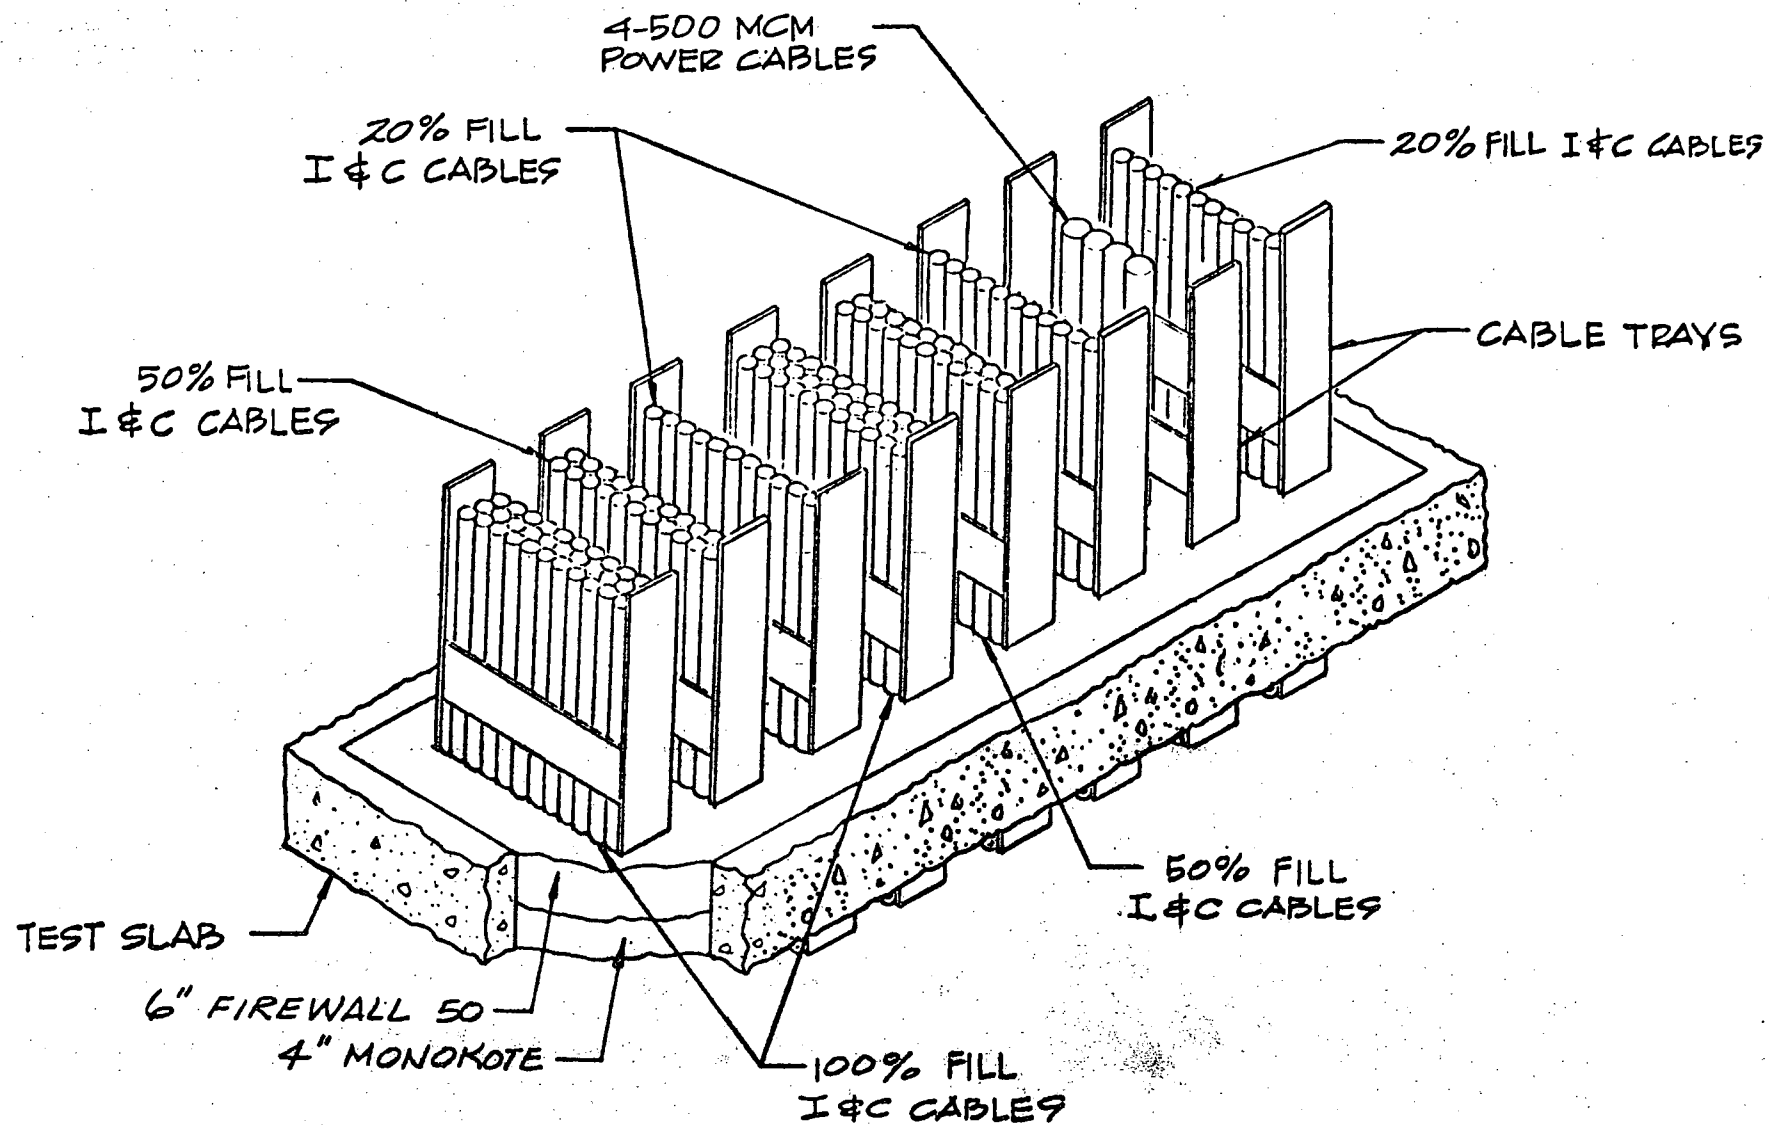 4-500 MCM
POWER CABLES
20% FILL
I & C CABLES
20% FILL I & C CABLES
CABLE TRAYS
50% FILL
I & C CABLES
50% FILL
I & C CABLES
TEST SLAB
6" FIREWALL 50
4" MONOKOTE
100% FILL
I & C CABLES